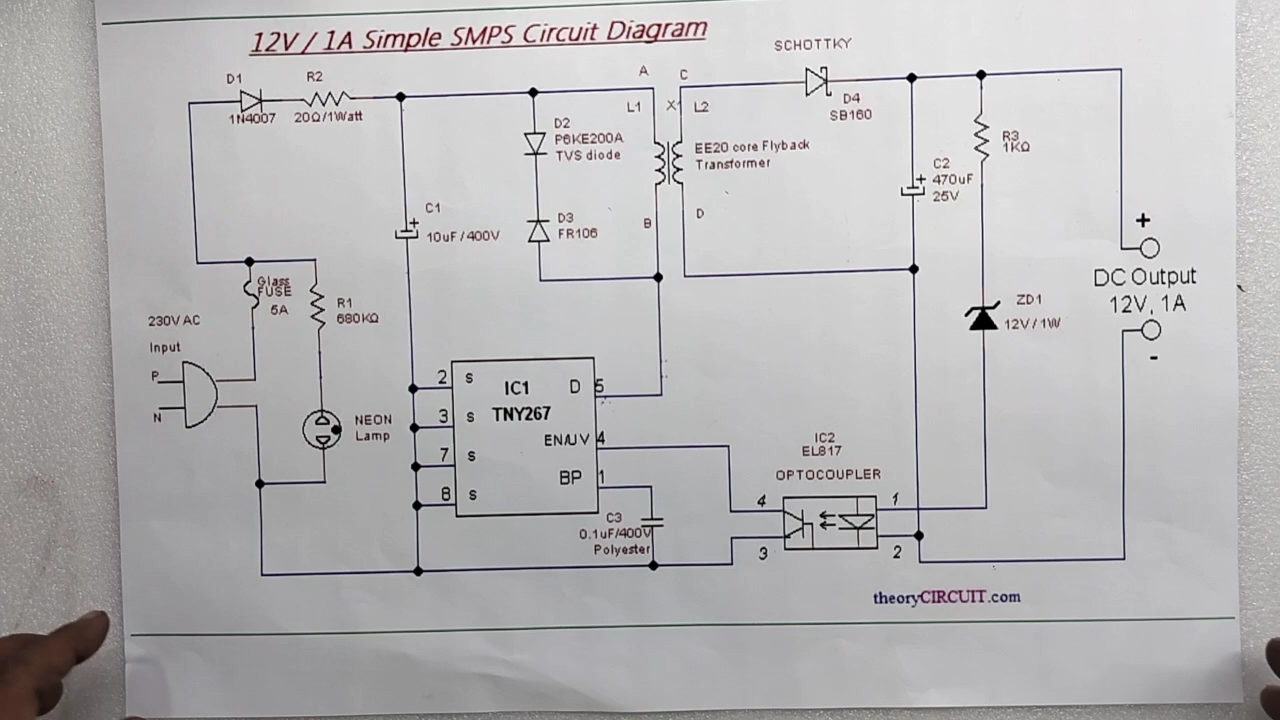 12V / 1A Simple SMPS Circuit Diagram
SCHOTTKY
D1
R2
A
C
1N4007
20Ω/1Watt
L1
X1
L2
D4
SB160
D2
P6KE200A
TVS diode
EE20 core Flyback
Transformer
R3
1KΩ
C2
+
470uF
25V
C1
+
10uF/400V
D3
FR106
B
D
+
DC Output
12V, 1A
-
Glass
FUSE
5A
R1
680KΩ
ZD1
12V/1W
230V AC
Input
P
N
NEON
Lamp
2
S
IC1
TNY267
D
5
3
S
EN/UV
4
7
S
BP
1
8
S
C3
0.1uF/400V
Polyester
IC2
EL817
OPTOCOUPLER
4
1
3
2
theoryCIRCUIT.com